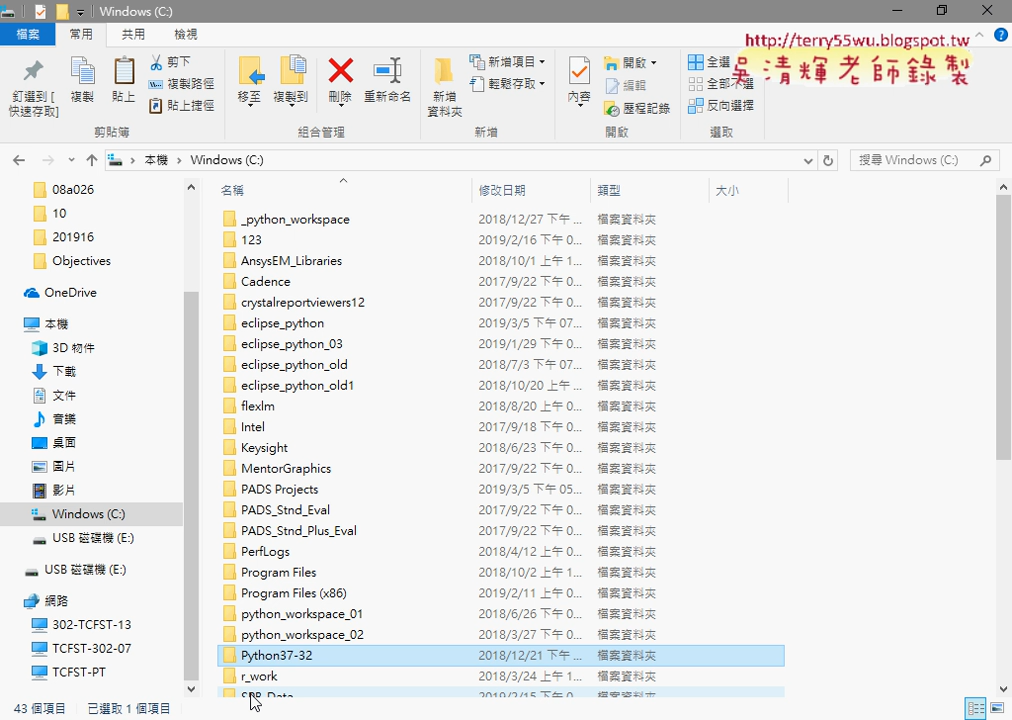 Windows (C:)
檔案 常用 共用 檢視
http://terry55wu.blogspot.tw
吳清輝老師錄製
釘選到 [快速存取]
複製
貼上
剪下
複製路徑
貼上捷徑
剪貼簿
移至
複製到
刪除
重新命名
組合管理
新增資料夾
新增項目
輕鬆存取
新增
內容
開啟
編輯
歷程記錄
開啟
全選
全部不選
反向選擇
選取
本機 > Windows (C:)
搜尋 Windows (C:)
08a026
10
201916
Objectives
OneDrive
本機
3D 物件
下載
文件
音樂
桌面
圖片
影片
Windows (C:)
USB 磁碟機 (E:)
USB 磁碟機 (E:)
網路
302-TCFST-13
TCFST-302-07
TCFST-PT
名稱 修改日期 類型 大小
_python_workspace 2018/12/27 下午 ... 檔案資料夾
123 2019/2/16 下午 0... 檔案資料夾
AnsysEM_Libraries 2018/10/1 上午 1... 檔案資料夾
Cadence 2017/9/22 下午 0... 檔案資料夾
crystalreportviewers12 2017/9/22 下午 0... 檔案資料夾
eclipse_python 2019/3/5 下午 07... 檔案資料夾
eclipse_python_03 2019/1/29 下午 0... 檔案資料夾
eclipse_python_old 2018/7/3 下午 07... 檔案資料夾
eclipse_python_old1 2018/10/20 上午 ... 檔案資料夾
flexlm 2018/8/20 上午 0... 檔案資料夾
Intel 2017/9/18 下午 0... 檔案資料夾
Keysight 2018/6/23 下午 0... 檔案資料夾
MentorGraphics 2017/9/22 下午 0... 檔案資料夾
PADS Projects 2019/3/5 下午 05... 檔案資料夾
PADS_Stnd_Eval 2017/9/22 下午 0... 檔案資料夾
PADS_Stnd_Plus_Eval 2017/9/22 下午 0... 檔案資料夾
PerfLogs 2018/4/12 上午 0... 檔案資料夾
Program Files 2018/10/2 上午 1... 檔案資料夾
Program Files (x86) 2019/2/11 上午 0... 檔案資料夾
python_workspace_01 2018/6/26 下午 0... 檔案資料夾
python_workspace_02 2018/3/27 下午 0... 檔案資料夾
Python37-32 2018/12/21 下午 ... 檔案資料夾
r_work 2018/3/24 上午 1... 檔案資料夾
43 個項目 已選取 1 個項目